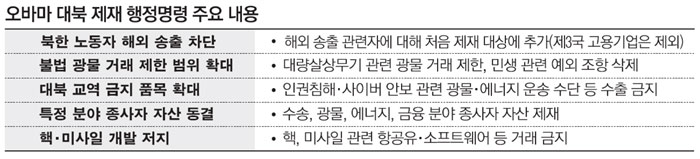 오바마 대북 제재 행정명령 주요 내용
북한 노동자 해외 송출 차단 • 해외 송출 관련자에 대해 처음 제재 대상에 추가(제3국 고용기업은 제외)
불법 광물 거래 제한 범위 확대 • 대량살상무기 관련 광물 거래 제한, 민생 관련 예외 조항 삭제
대북 교역 금지 품목 확대 • 인권침해·사이버 안보 관련 광물·에너지 운송 수단 등 수출 금지
특정 분야 종사자 자산 동결 • 수송, 광물, 에너지, 금융 분야 종사자 자산 제재
핵·미사일 개발 저지 • 핵, 미사일 관련 항공유·소프트웨어 등 거래 금지